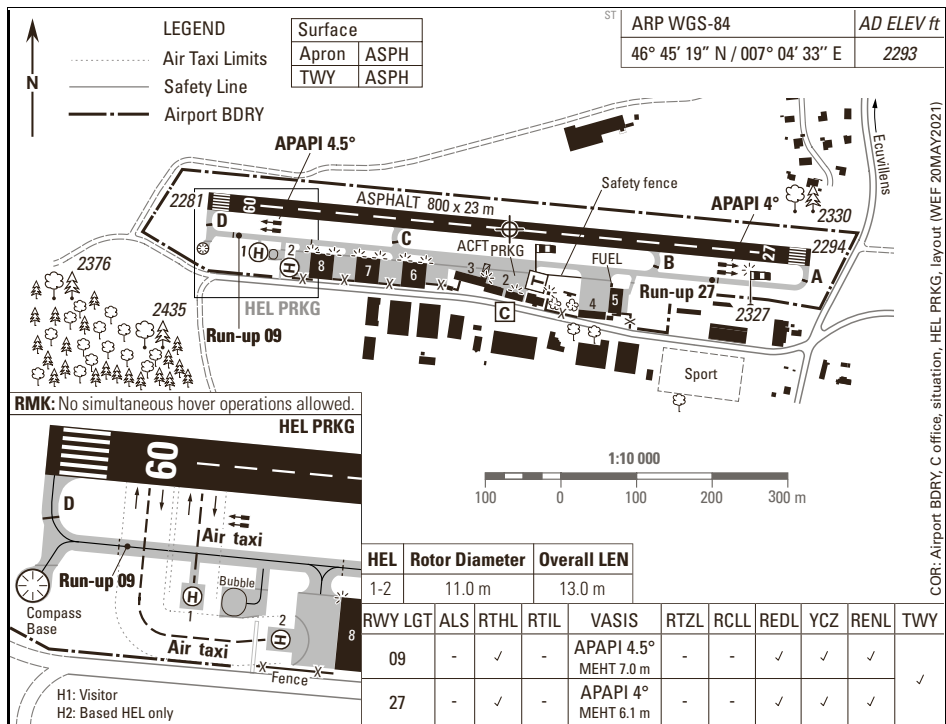 LEGEND
Air Taxi Limits
Safety Line
Airport BDRY
N
Surface
Apron ASPH
TWY ASPH
ST
ARP WGS-84 AD ELEV ft
46° 45' 19" N / 007° 04' 33'' E 2293
APAPI 4.5°
2281
D
09
ASPHALT 800 x 23 m
Safety fence
APAPI 4°
2330
Ecuvillens
2294
27
C
ACFT PRKG
FUEL
B
A
1 H
2
H
8
7
6
3
2
T
4
5
Run-up 27
2327
HEL PRKG
C
Run-up 09
2376
2435
Sport
RMK: No simultaneous hover operations allowed.
HEL PRKG
09
D
Air taxi
Run-up 09
Bubble
H
1
2
H
8
Compass
Base
Air taxi
X Fence X
H1: Visitor
H2: Based HEL only
1:10 000
100 0 100 200 300 m
HEL Rotor Diameter Overall LEN
1-2 11.0 m 13.0 m
RWY LGT ALS RTHL RTIL VASIS RTZL RCLL REDL YCZ RENL TWY
09 - ✓ - APAPI 4.5° - - ✓ ✓ ✓
MEHT 7.0 m
✓
27 - ✓ - APAPI 4° - - ✓ ✓ ✓
MEHT 6.1 m
COR: Airport BDRY, C office, situation, HEL PRKG, layout (WEF 20MAY2021)